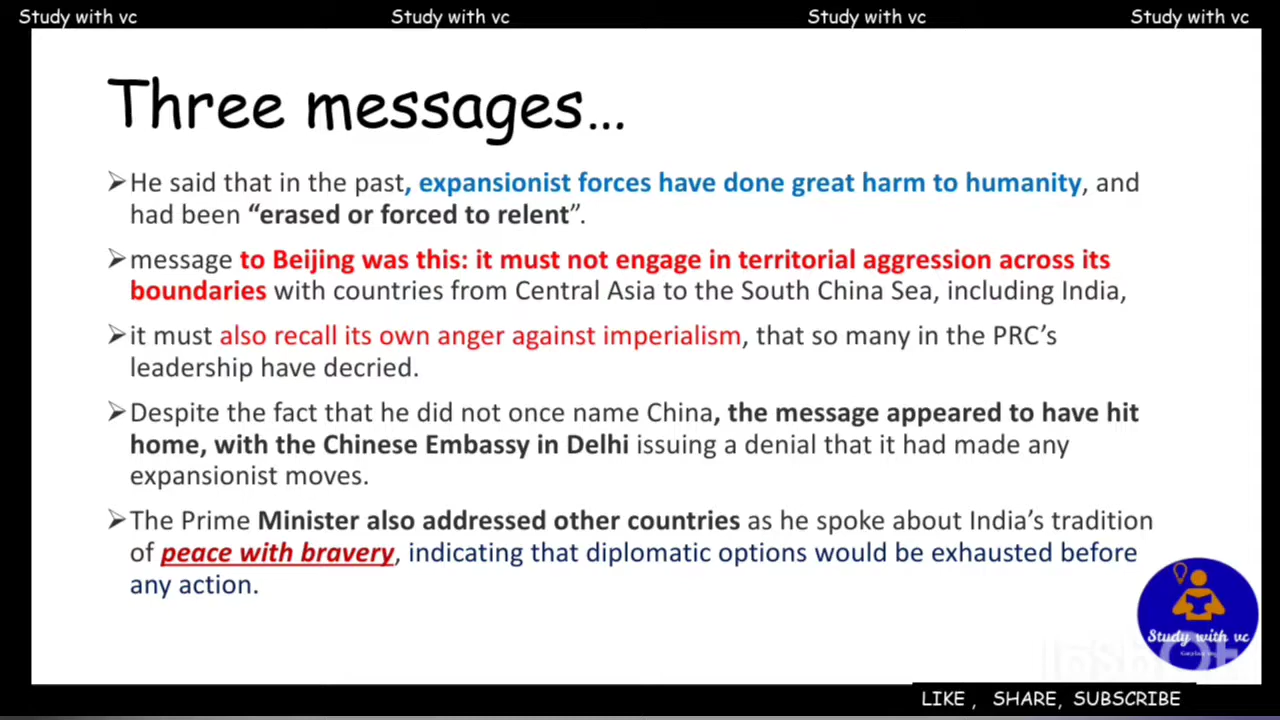 Study with vc Study with vc Study with vc Study with vc
Three messages...
➢He said that in the past, expansionist forces have done great harm to humanity, and
had been “erased or forced to relent”.
➢message to Beijing was this: it must not engage in territorial aggression across its
boundaries with countries from Central Asia to the South China Sea, including India,
➢it must also recall its own anger against imperialism, that so many in the PRC’s
leadership have decried.
➢Despite the fact that he did not once name China, the message appeared to have hit
home, with the Chinese Embassy in Delhi issuing a denial that it had made any
expansionist moves.
➢The Prime Minister also addressed other countries as he spoke about India’s tradition
of peace with bravery, indicating that diplomatic options would be exhausted before
any action.
Study with vc
LIKE , SHARE, SUBSCRIBE